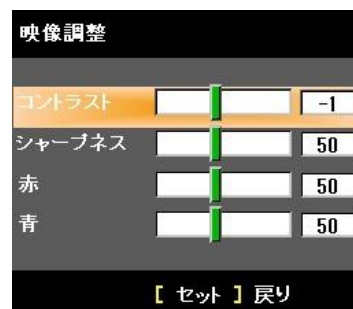 映像調整
コントラスト -1
シャープネス 50
赤 50
青 50
[ セット ] 戻り